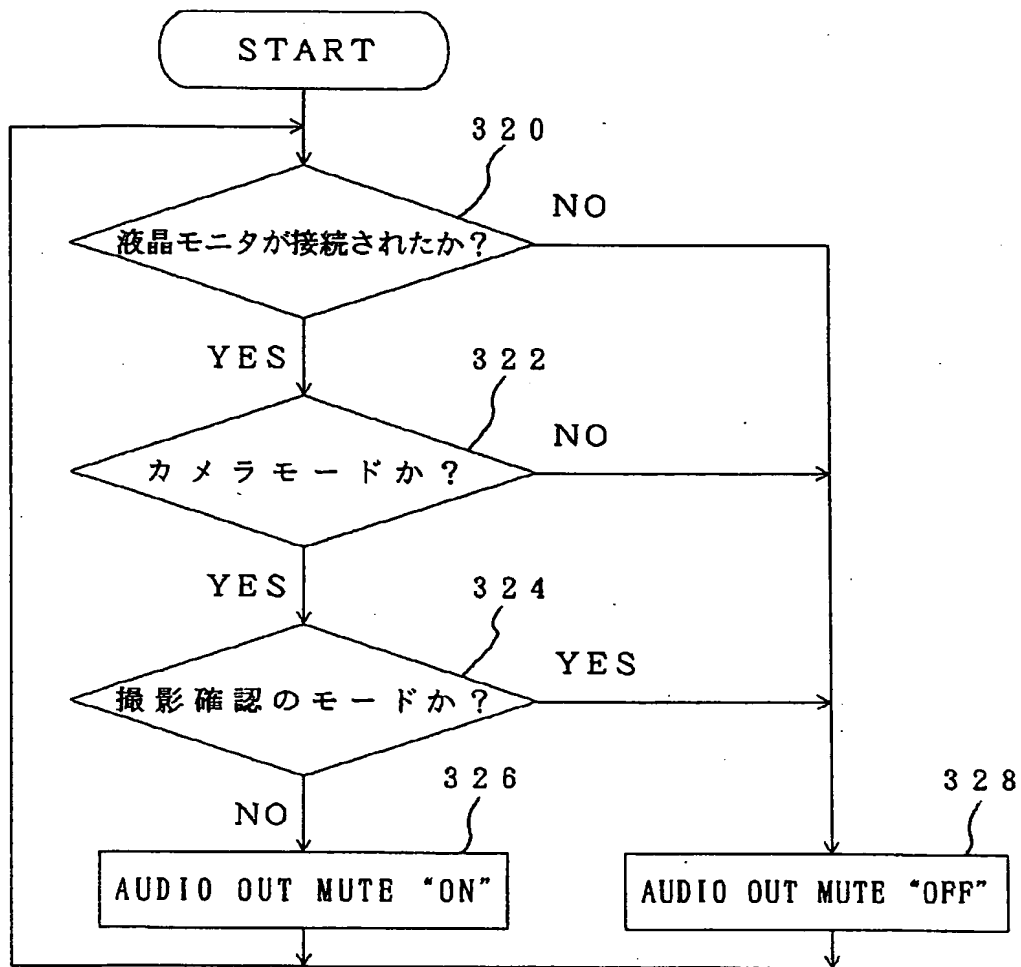 START
320
液晶モニタが接続されたか?
NO
YES
322
カメラモードか?
NO
YES
324
撮影確認のモードか?
YES
NO
326
AUDIO OUT MUTE “ON”
328
AUDIO OUT MUTE “OFF”